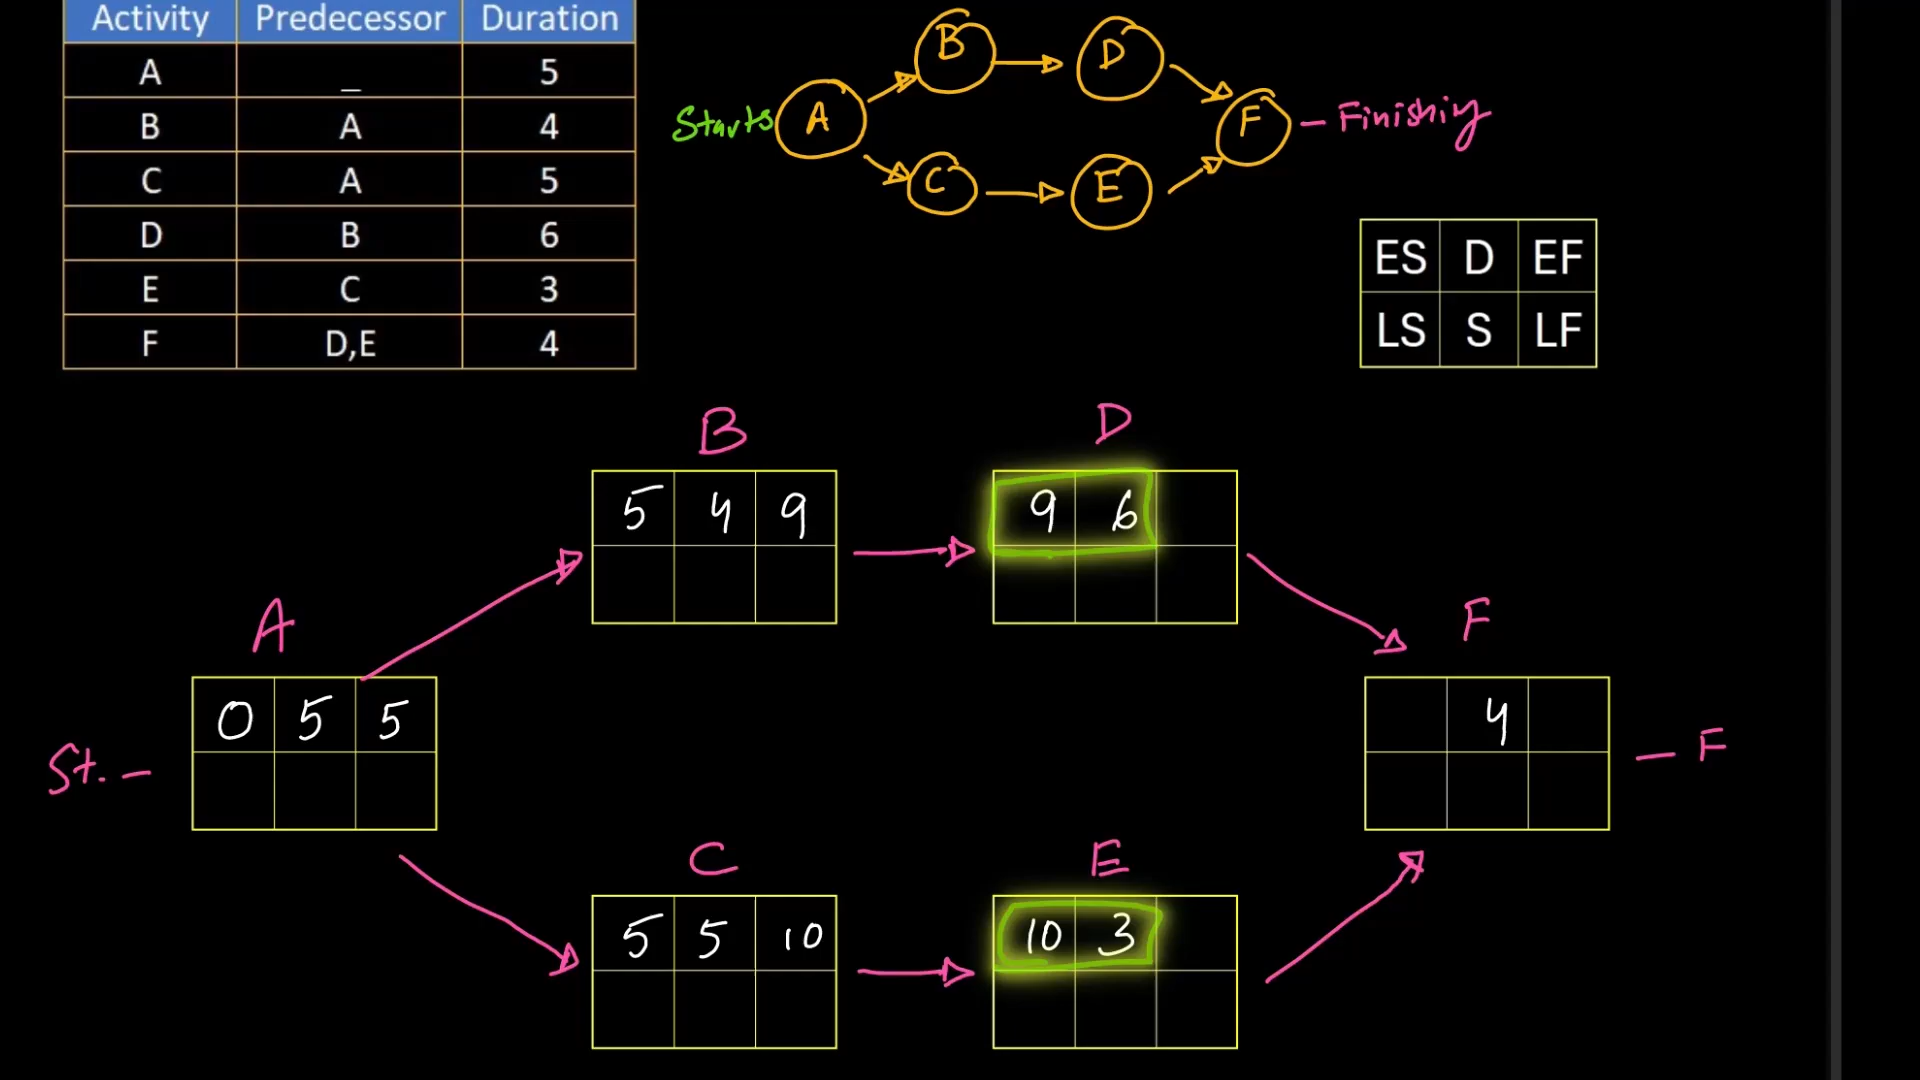 Activity Predecessor Duration
A _ 5
B A 4
C A 5
D B 6
E C 3
F D,E 4
Starts A B D C E F - Finishiy
ES D EF
LS S LF
B
5 4 9
D
9 6
A
0 5 5
St. -
F
4
- F
C
5 5 10
E
10 3